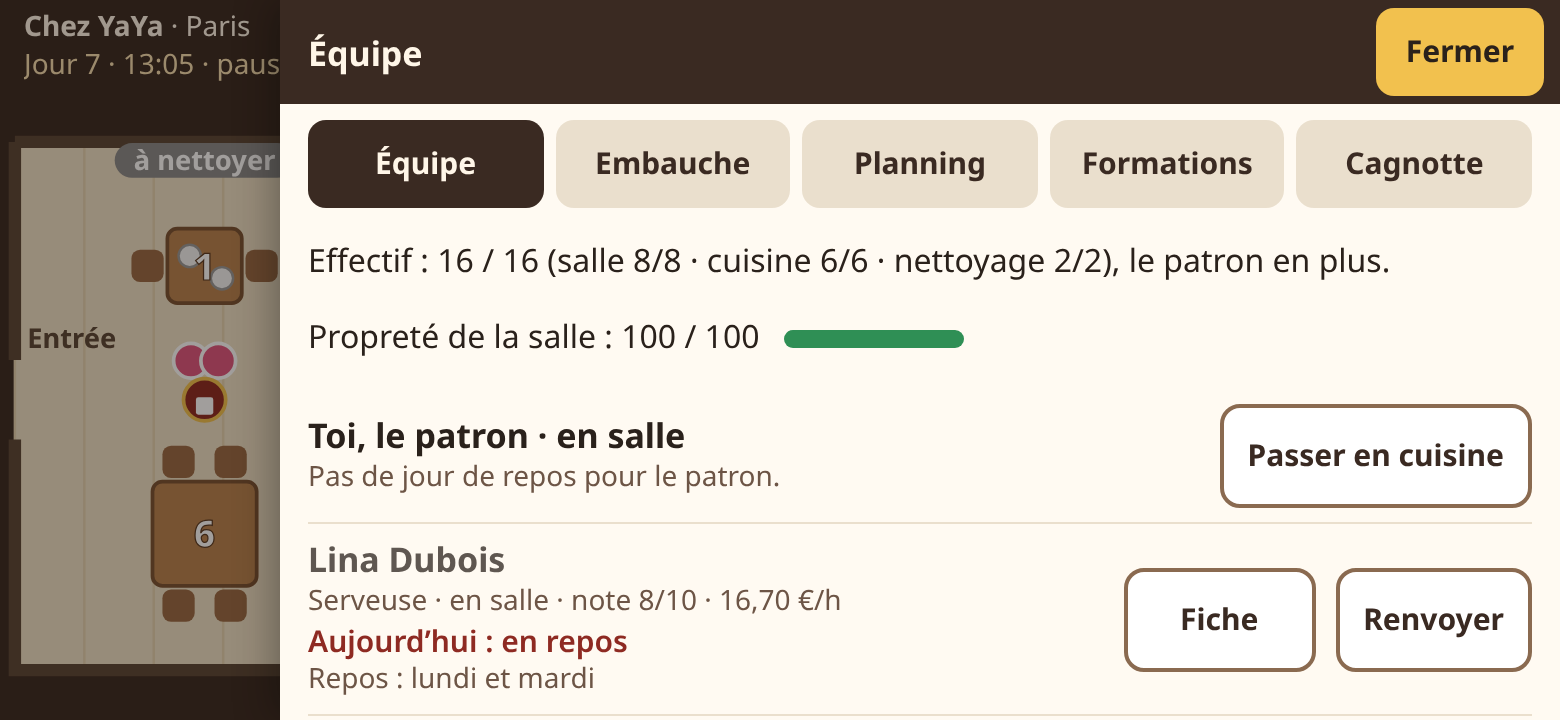 Chez YaYa · Paris
Jour 7 · 13:05 · paus
à nettoyer
1
Entrée
6
Équipe
Fermer
Équipe
Embauche
Planning
Formations
Cagnotte
Effectif : 16 / 16 (salle 8/8 · cuisine 6/6 · nettoyage 2/2), le patron en plus.
Propreté de la salle : 100 / 100
Toi, le patron · en salle
Pas de jour de repos pour le patron.
Passer en cuisine
Lina Dubois
Serveuse · en salle · note 8/10 · 16,70 €/h
Aujourd’hui : en repos
Repos : lundi et mardi
Fiche
Renvoyer